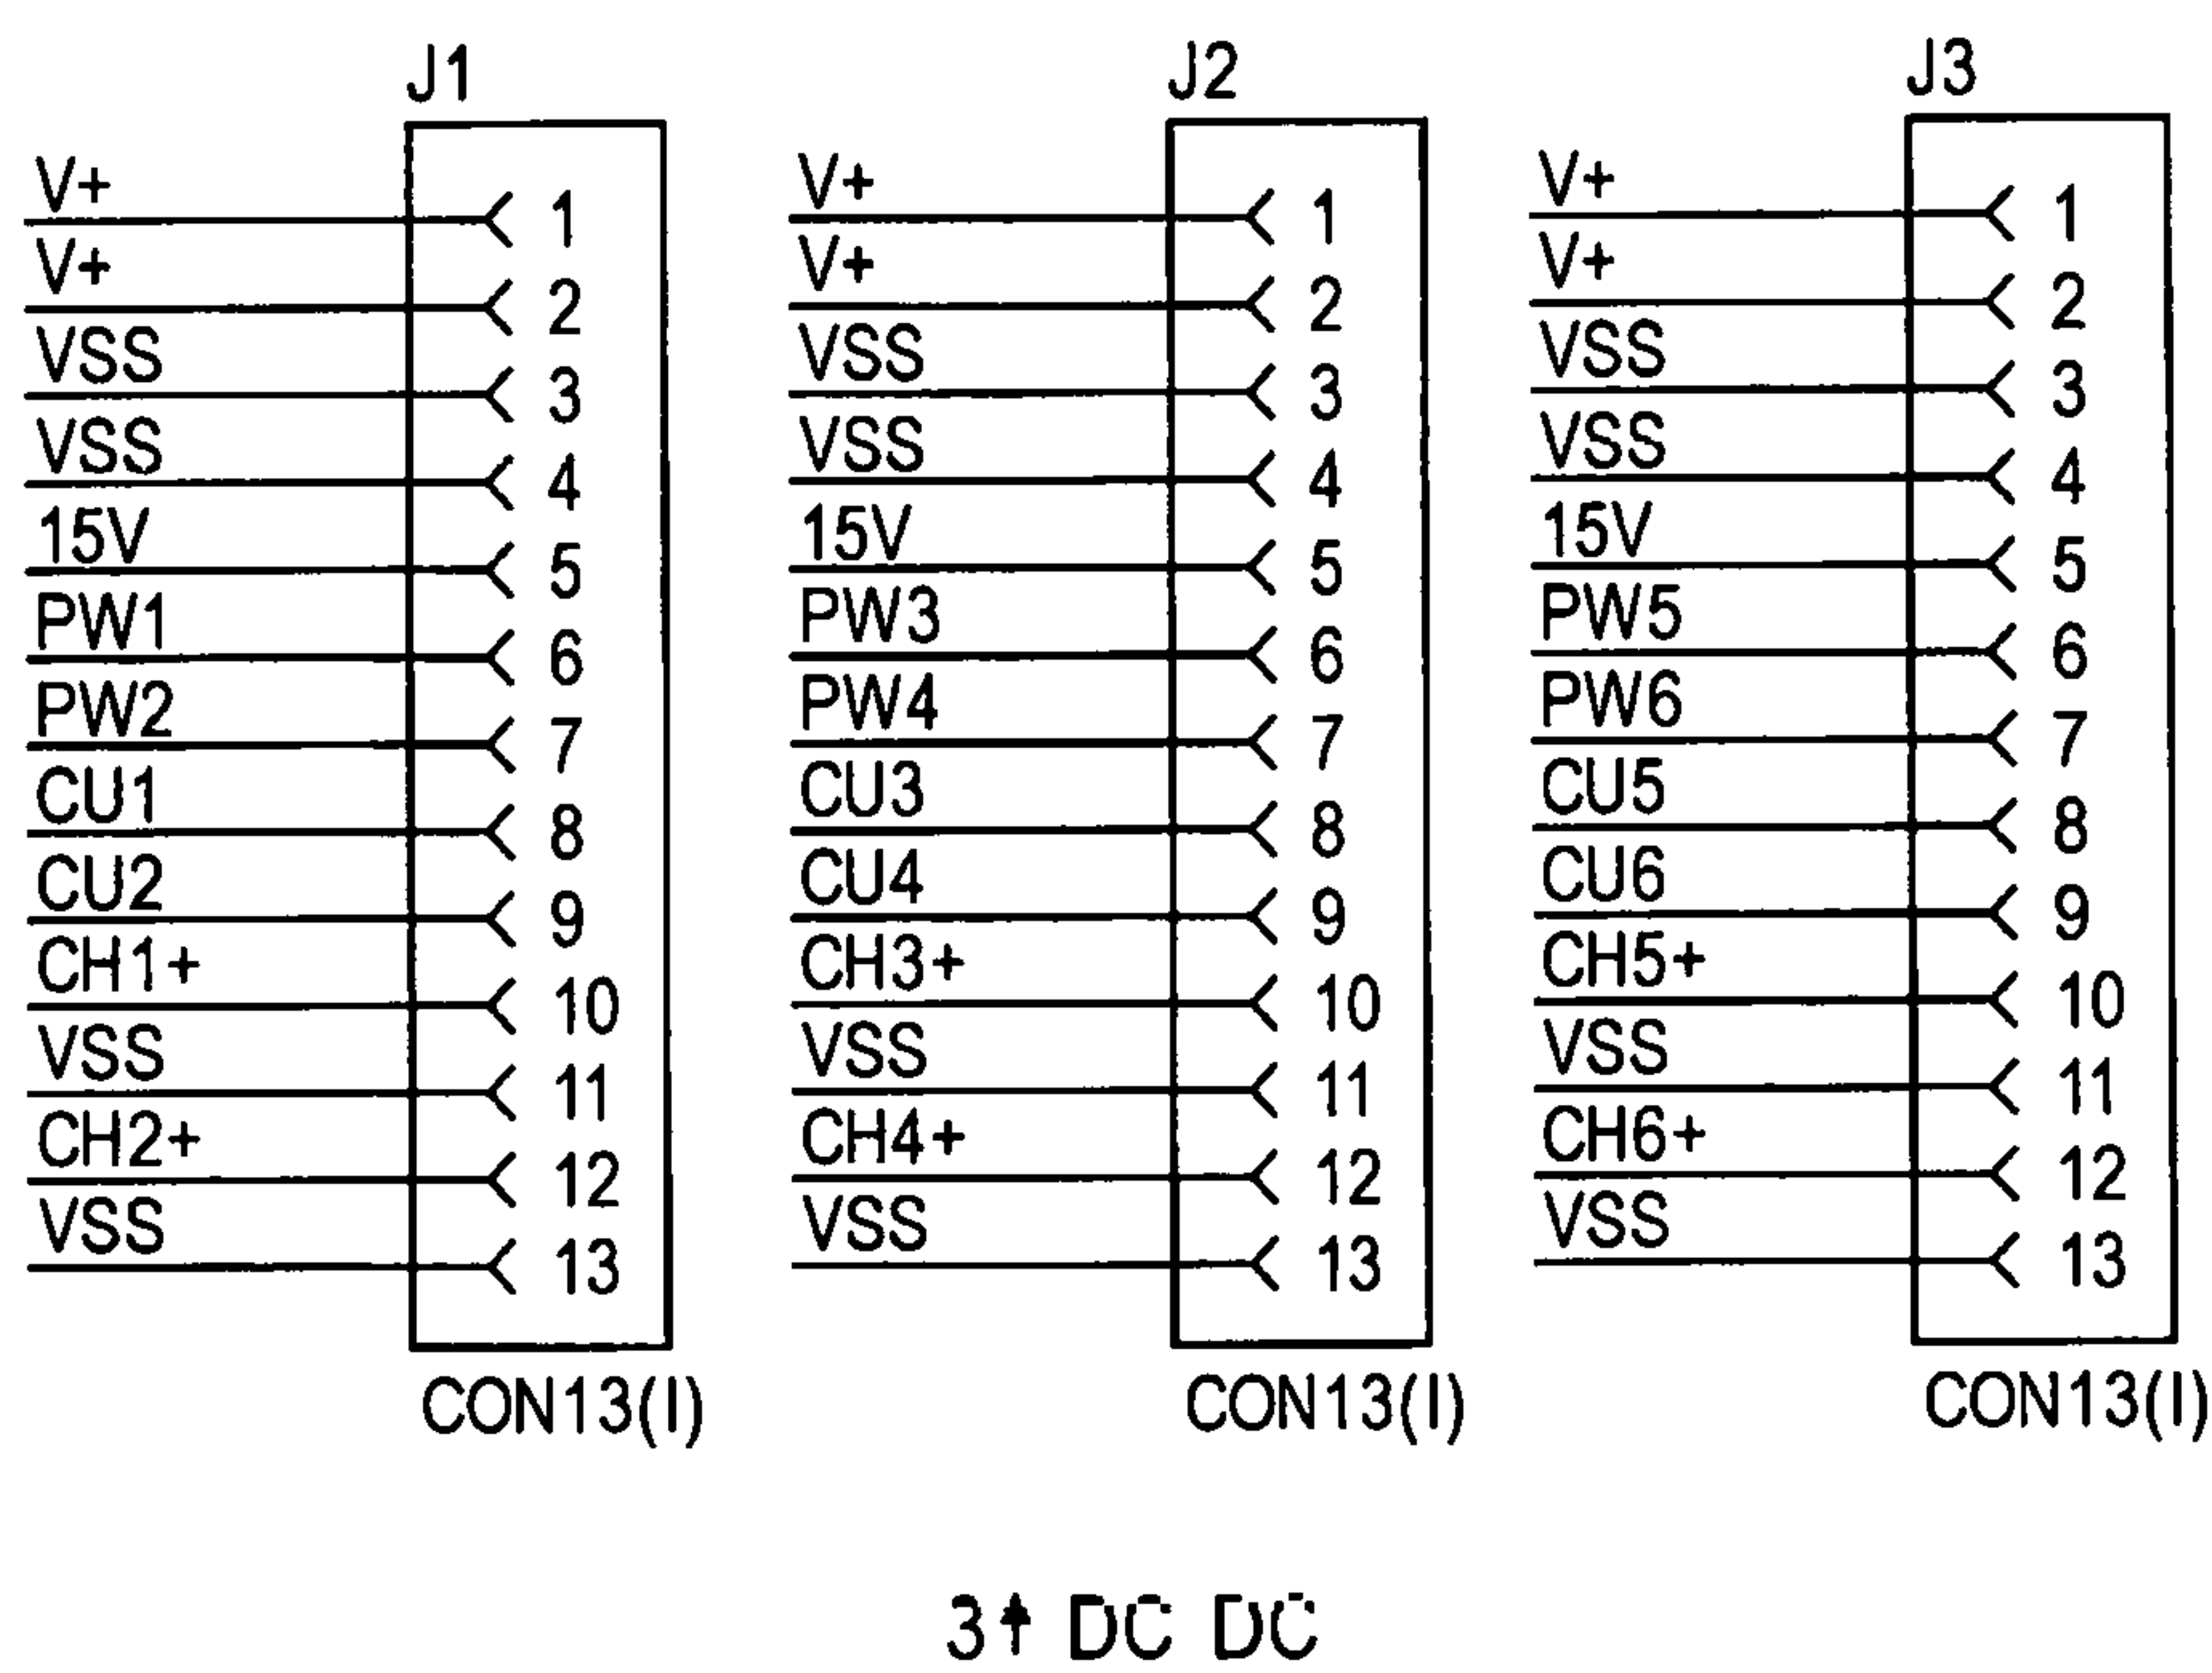 J1
V+ 1
V+ 2
VSS 3
VSS 4
15V 5
PW1 6
PW2 7
CU1 8
CU2 9
CH1+ 10
VSS 11
CH2+ 12
VSS 13
CON13(I)
J2
V+ 1
V+ 2
VSS 3
VSS 4
15V 5
PW3 6
PW4 7
CU3 8
CU4 9
CH3+ 10
VSS 11
CH4+ 12
VSS 13
CON13(I)
J3
V+ 1
V+ 2
VSS 3
VSS 4
15V 5
PW5 6
PW6 7
CU5 8
CU6 9
CH5+ 10
VSS 11
CH6+ 12
VSS 13
CON13(I)
3↑ DC DC